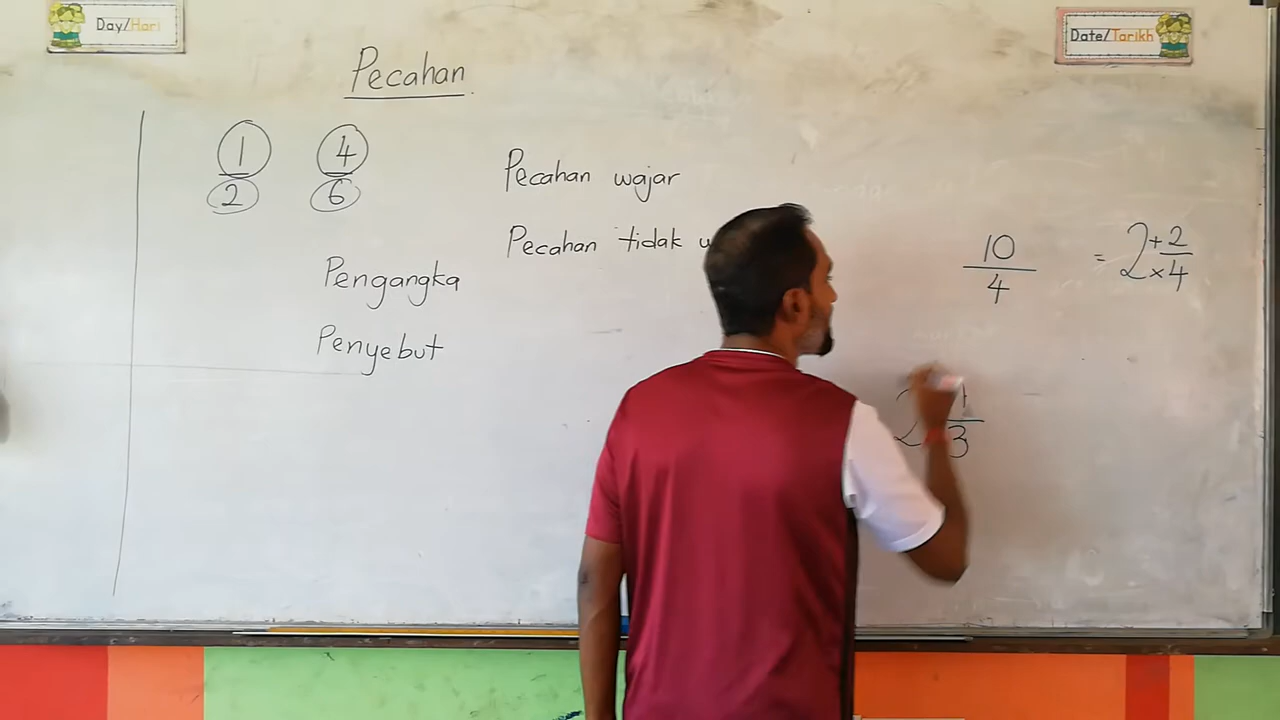 Day/Hari
Date/Tarikh
Pecahan
1 4
2 6
Pecahan wajar
Pecahan tidak
Pengangka
Penyebut
10/4 = 2 + 2/4 ×
2 /3